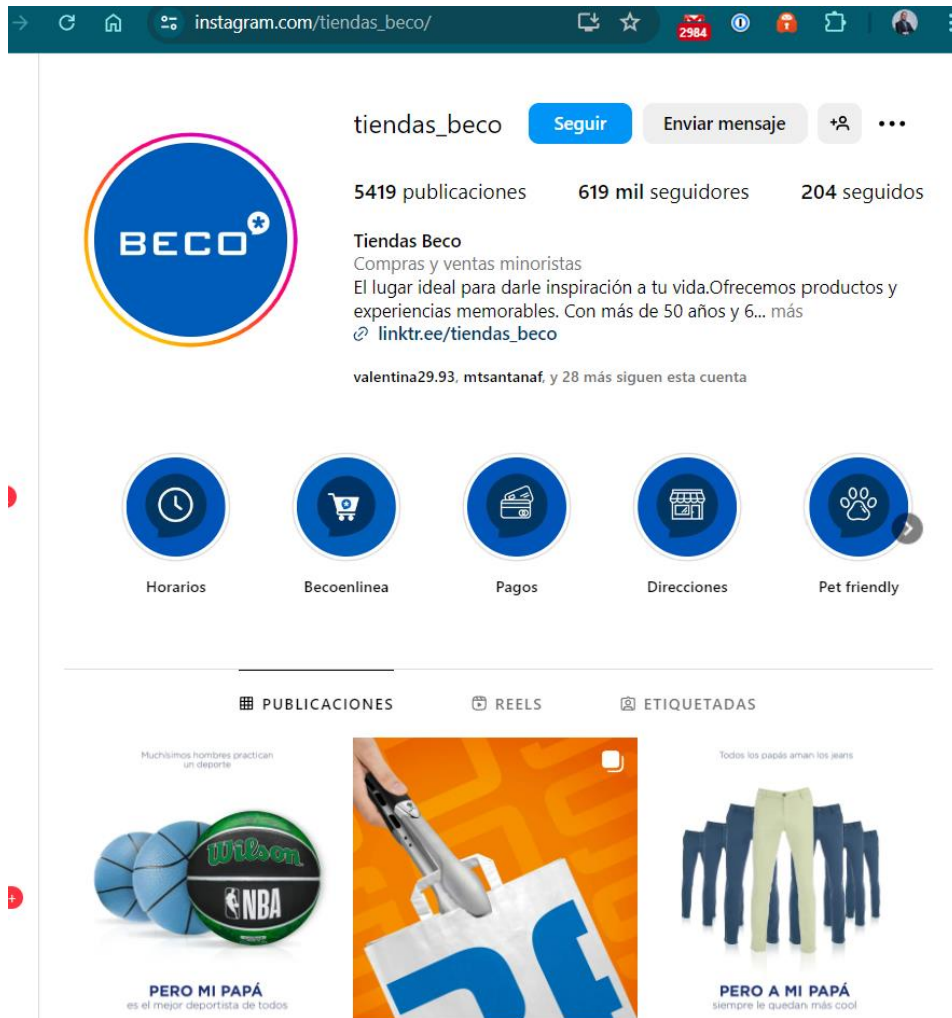 instagram.com/tiendas_beco/
2984
tiendas_beco Seguir Enviar mensaje
5419 publicaciones 619 mil seguidores 204 seguidos
BECO
Tiendas Beco
Compras y ventas minoristas
El lugar ideal para darle inspiración a tu vida.Ofrecemos productos y
experiencias memorables. Con más de 50 años y 6... más
linktr.ee/tiendas_beco
valentina29.93, mtsantanaf, y 28 más siguen esta cuenta
Horarios Becoenlinea Pagos Direcciones Pet friendly
PUBLICACIONES REELS ETIQUETADAS
Muchísimos hombres practican
un deporte
Wilson
NBA
PERO MI PAPÁ
es el mejor deportista de todos
Todos los papás aman los jeans
PERO A MI PAPÁ
siempre le quedan más cool